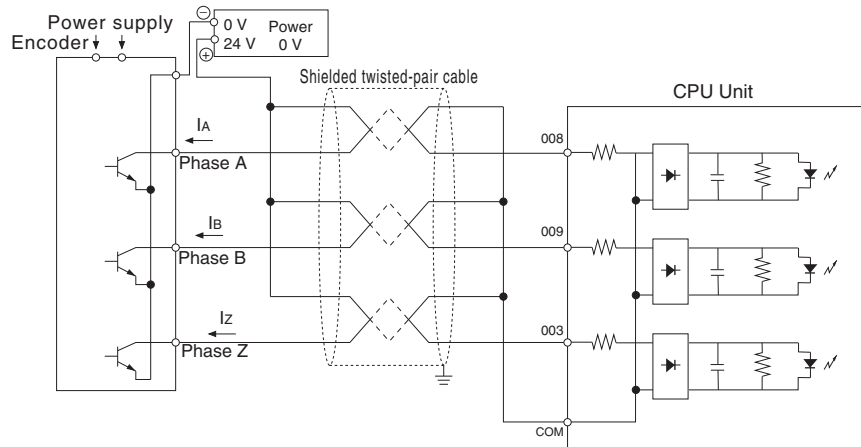 Power supply
Encoder
0 V Power
24 V 0 V
Shielded twisted-pair cable
CPU Unit
IA
Phase A
008
IB
Phase B
009
IZ
Phase Z
003
COM